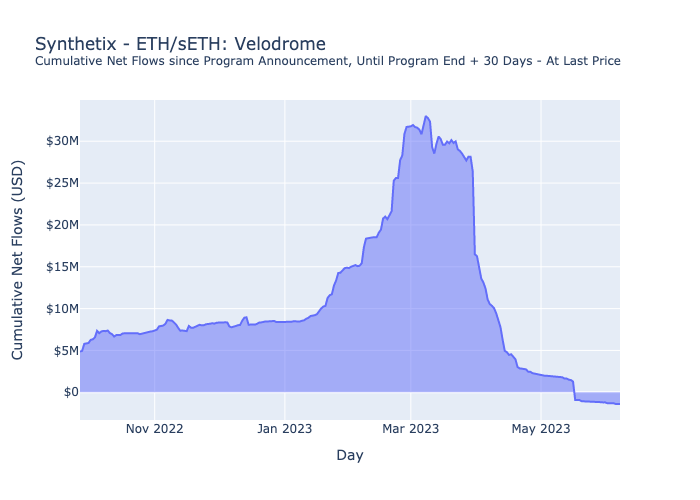 Synthetix - ETH/sETH: Velodrome
Cumulative Net Flows since Program Announcement, Until Program End + 30 Days - At Last Price
Cumulative Net Flows (USD)
$30M
$25M
$20M
$15M
$10M
$5M
$0
Nov 2022
Jan 2023
Mar 2023
May 2023
Day